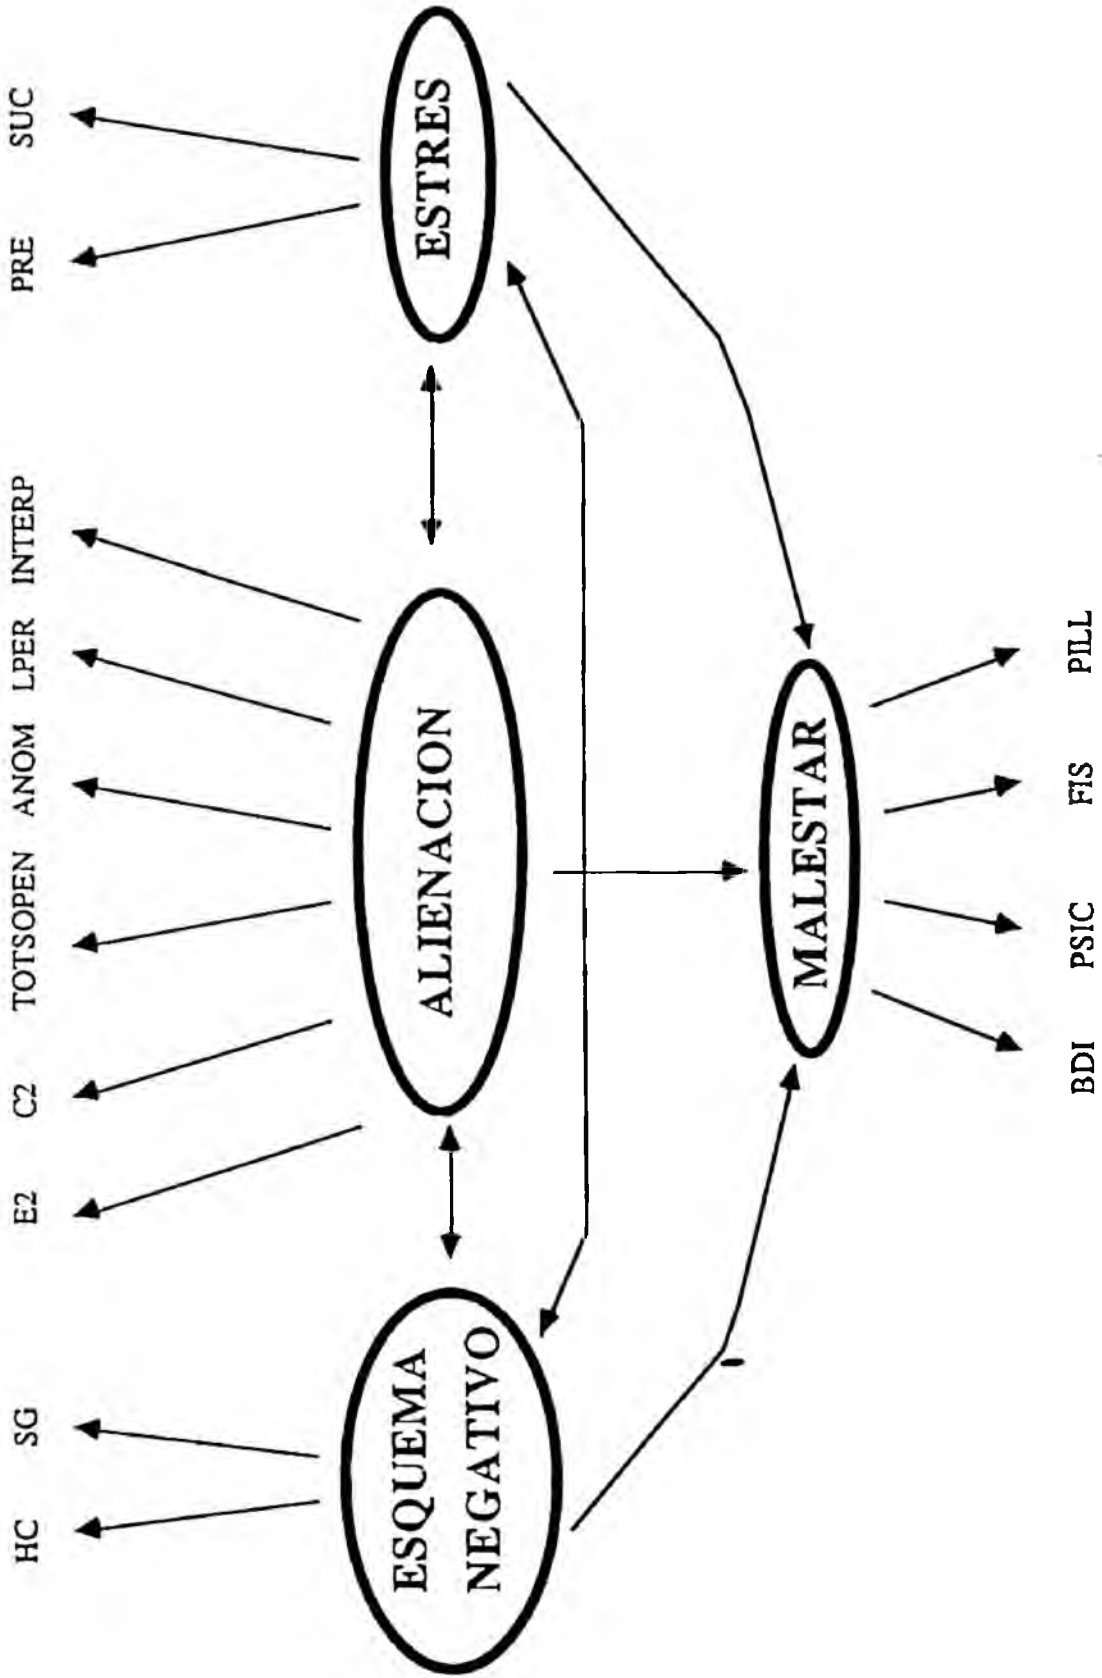 HC SG E2 C2 TOTSOPEN ANOM LPER INTERP PRE SUC
ESQUEMA
NEGATIVO
ALIENACION
ESTRES
MALESTAR
BDI PSIC FIS PILL